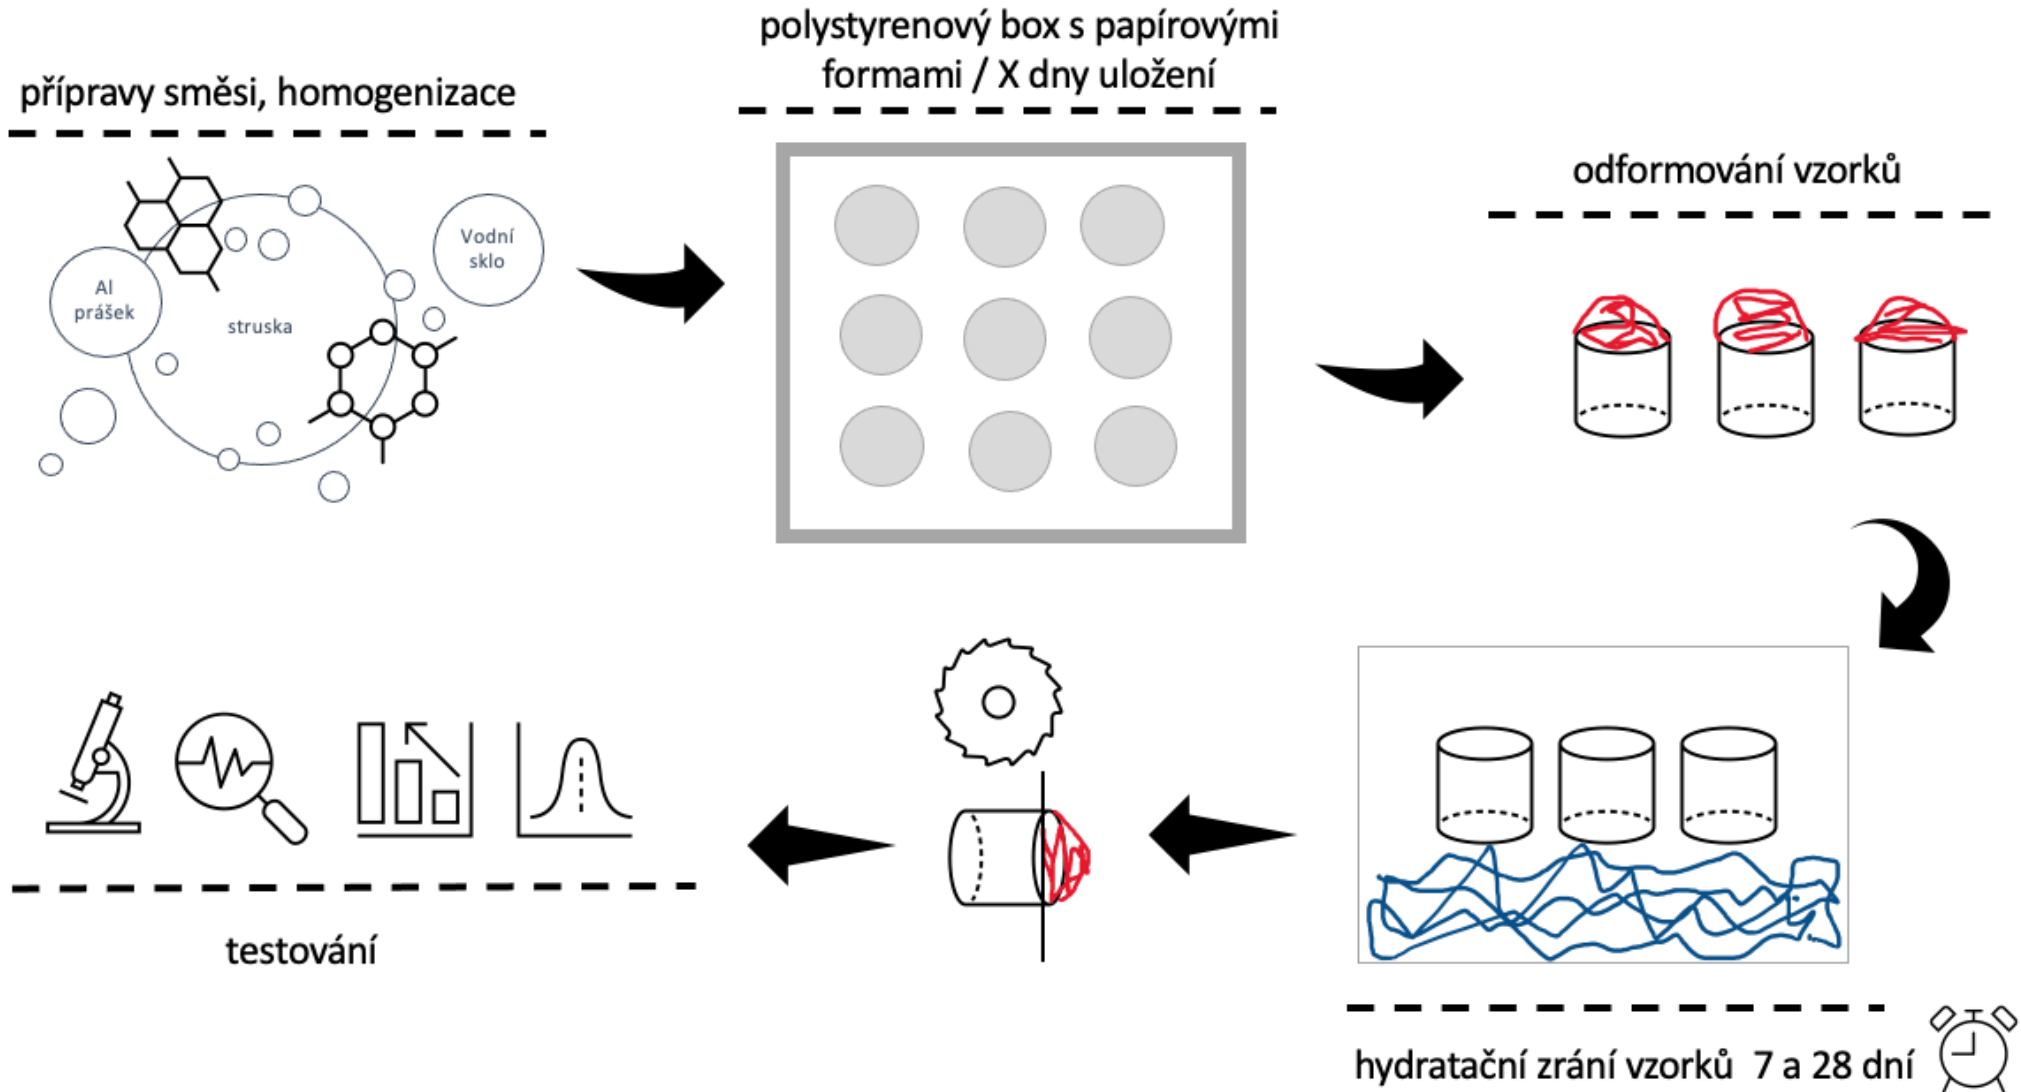 polystyrenový box s papírovými
formami / X dny uložení
přípravy směsi, homogenizace
odformování vzorků
Vodní
sklo
Al
prášek
struska
testování
hydratační zrání vzorků 7 a 28 dní